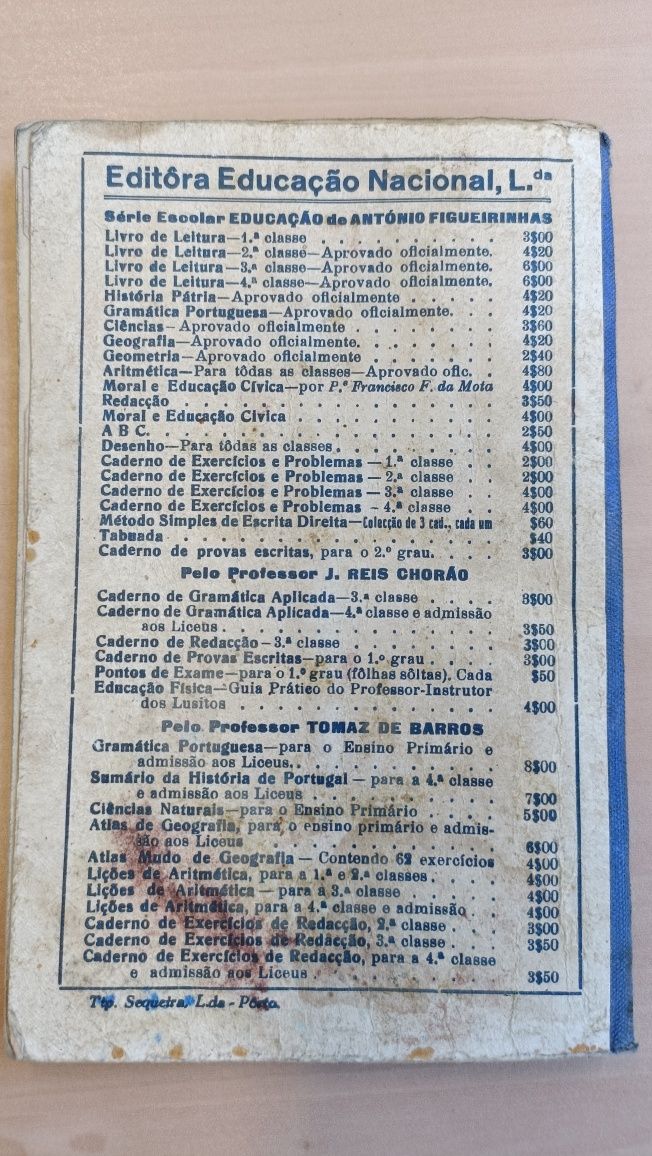 Editôra Educação Nacional, L.da
Série Escolar EDUCAÇÃO de ANTÓNIO FIGUEIRINHAS
Livro de Leitura—1.ª classe . . . . . . . . . 3$00
Livro de Leitura—2.ª classe—Aprovado oficialmente. 4$20
Livro de Leitura—3.ª classe—Aprovado oficialmente. 6$00
Livro de Leitura—4.ª classe—Aprovado oficialmente. 6$00
História Pátria—Aprovado oficialmente . . . . . 4$20
Gramática Portuguesa—Aprovado oficialmente. . . 4$20
Ciências—Aprovado oficialmente . . . . . . . 3$60
Geografia—Aprovado oficialmente. . . . . . . 4$20
Geometria—Aprovado oficialmente . . . . . . 2$40
Aritmética—Para tôdas as classes—Aprovado ofic. . 4$80
Moral e Educação Cívica—por P.e Francisco F. da Mota 4$00
Redacção . . . . . . . . . . . . . . . 3$50
Moral e Educação Cívica . . . . . . . . . 4$00
A B C. . . . . . . . . . . . . . . . 2$50
Desenho—Para tôdas as classes . . . . . . . 4$00
Caderno de Exercícios e Problemas—1.ª classe . . 2$00
Caderno de Exercícios e Problemas—2.ª classe . . 2$00
Caderno de Exercícios e Problemas—3.ª classe . . 4$00
Caderno de Exercícios e Problemas—4.ª classe . . 4$00
Método Simples de Escrita Direita—Colecção de 3 cad., cada um $60
Tabuada . . . . . . . . . . . . . . . $40
Caderno de provas escritas, para o 2.º grau. . . . 3$00
Pelo Professor J. REIS CHORÃO
Caderno de Gramática Aplicada—3.ª classe . . . . 3$00
Caderno de Gramática Aplicada—4.ª classe e admissão
aos Liceus . . . . . . . . . . . . . 3$50
Caderno de Redacção—3.ª classe . . . . . . . 3$00
Caderno de Provas Escritas—para o 1.º grau . . . . 3$00
Pontos de Exame—para o 1.º grau (fôlhas sôltas). Cada $50
Educação Física—Guia Prático do Professor-Instrutor
dos Lusitos . . . . . . . . . . . . . 4$00
Pelo Professor TOMAZ DE BARROS
Gramática Portuguesa—para o Ensino Primário e
admissão aos Liceus. . . . . . . . . . . 8$00
Sumário da História de Portugal—para a 4.ª classe
e admissão aos Liceus . . . . . . . . . . 7$00
Ciências Naturais—para o Ensino Primário . . . . 5$00
Atlas de Geografia, para o ensino primário e admis-
são aos Liceus . . . . . . . . . . . . 6$00
Atlas Mudo de Geografia—Contendo 62 exercícios 4$00
Lições de Aritmética, para a 1.ª e 2.ª classes . . . . 4$00
Lições de Aritmética—para a 3.ª classe . . . . . 4$00
Lições de Aritmética, para a 4.ª classe e admissão . . 4$00
Caderno de Exercícios de Redacção, 2.ª classe . . . 3$00
Caderno de Exercícios de Redacção, 3.ª classe . . . 3$50
Caderno de Exercícios de Redacção, para a 4.ª classe
e admissão aos Liceus . . . . . . . . . . 3$50
Tip. Sequeira, L.da - Pôrto.